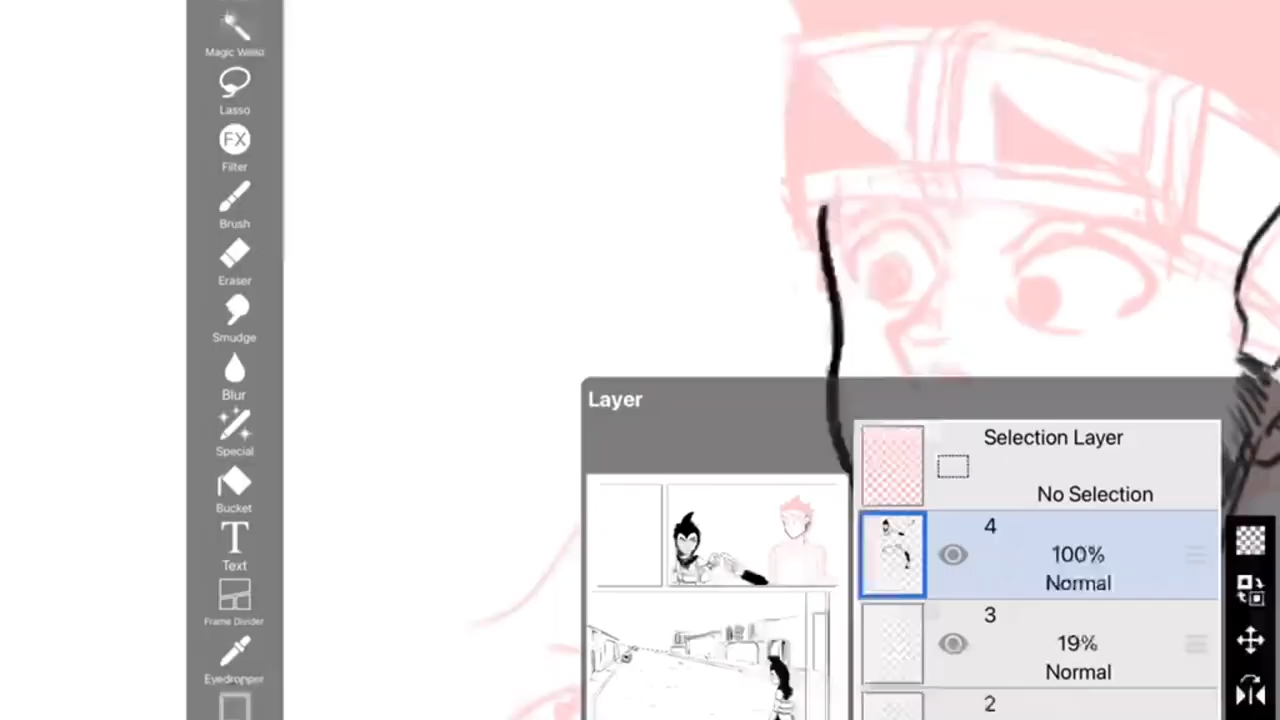 Magic Wand
Lasso
FX
Filter
Brush
Eraser
Smudge
Blur
Special
Bucket
T
Text
Frame Divider
Eyedropper
Layer
Selection Layer
No Selection
4
100%
Normal
3
19%
Normal
2